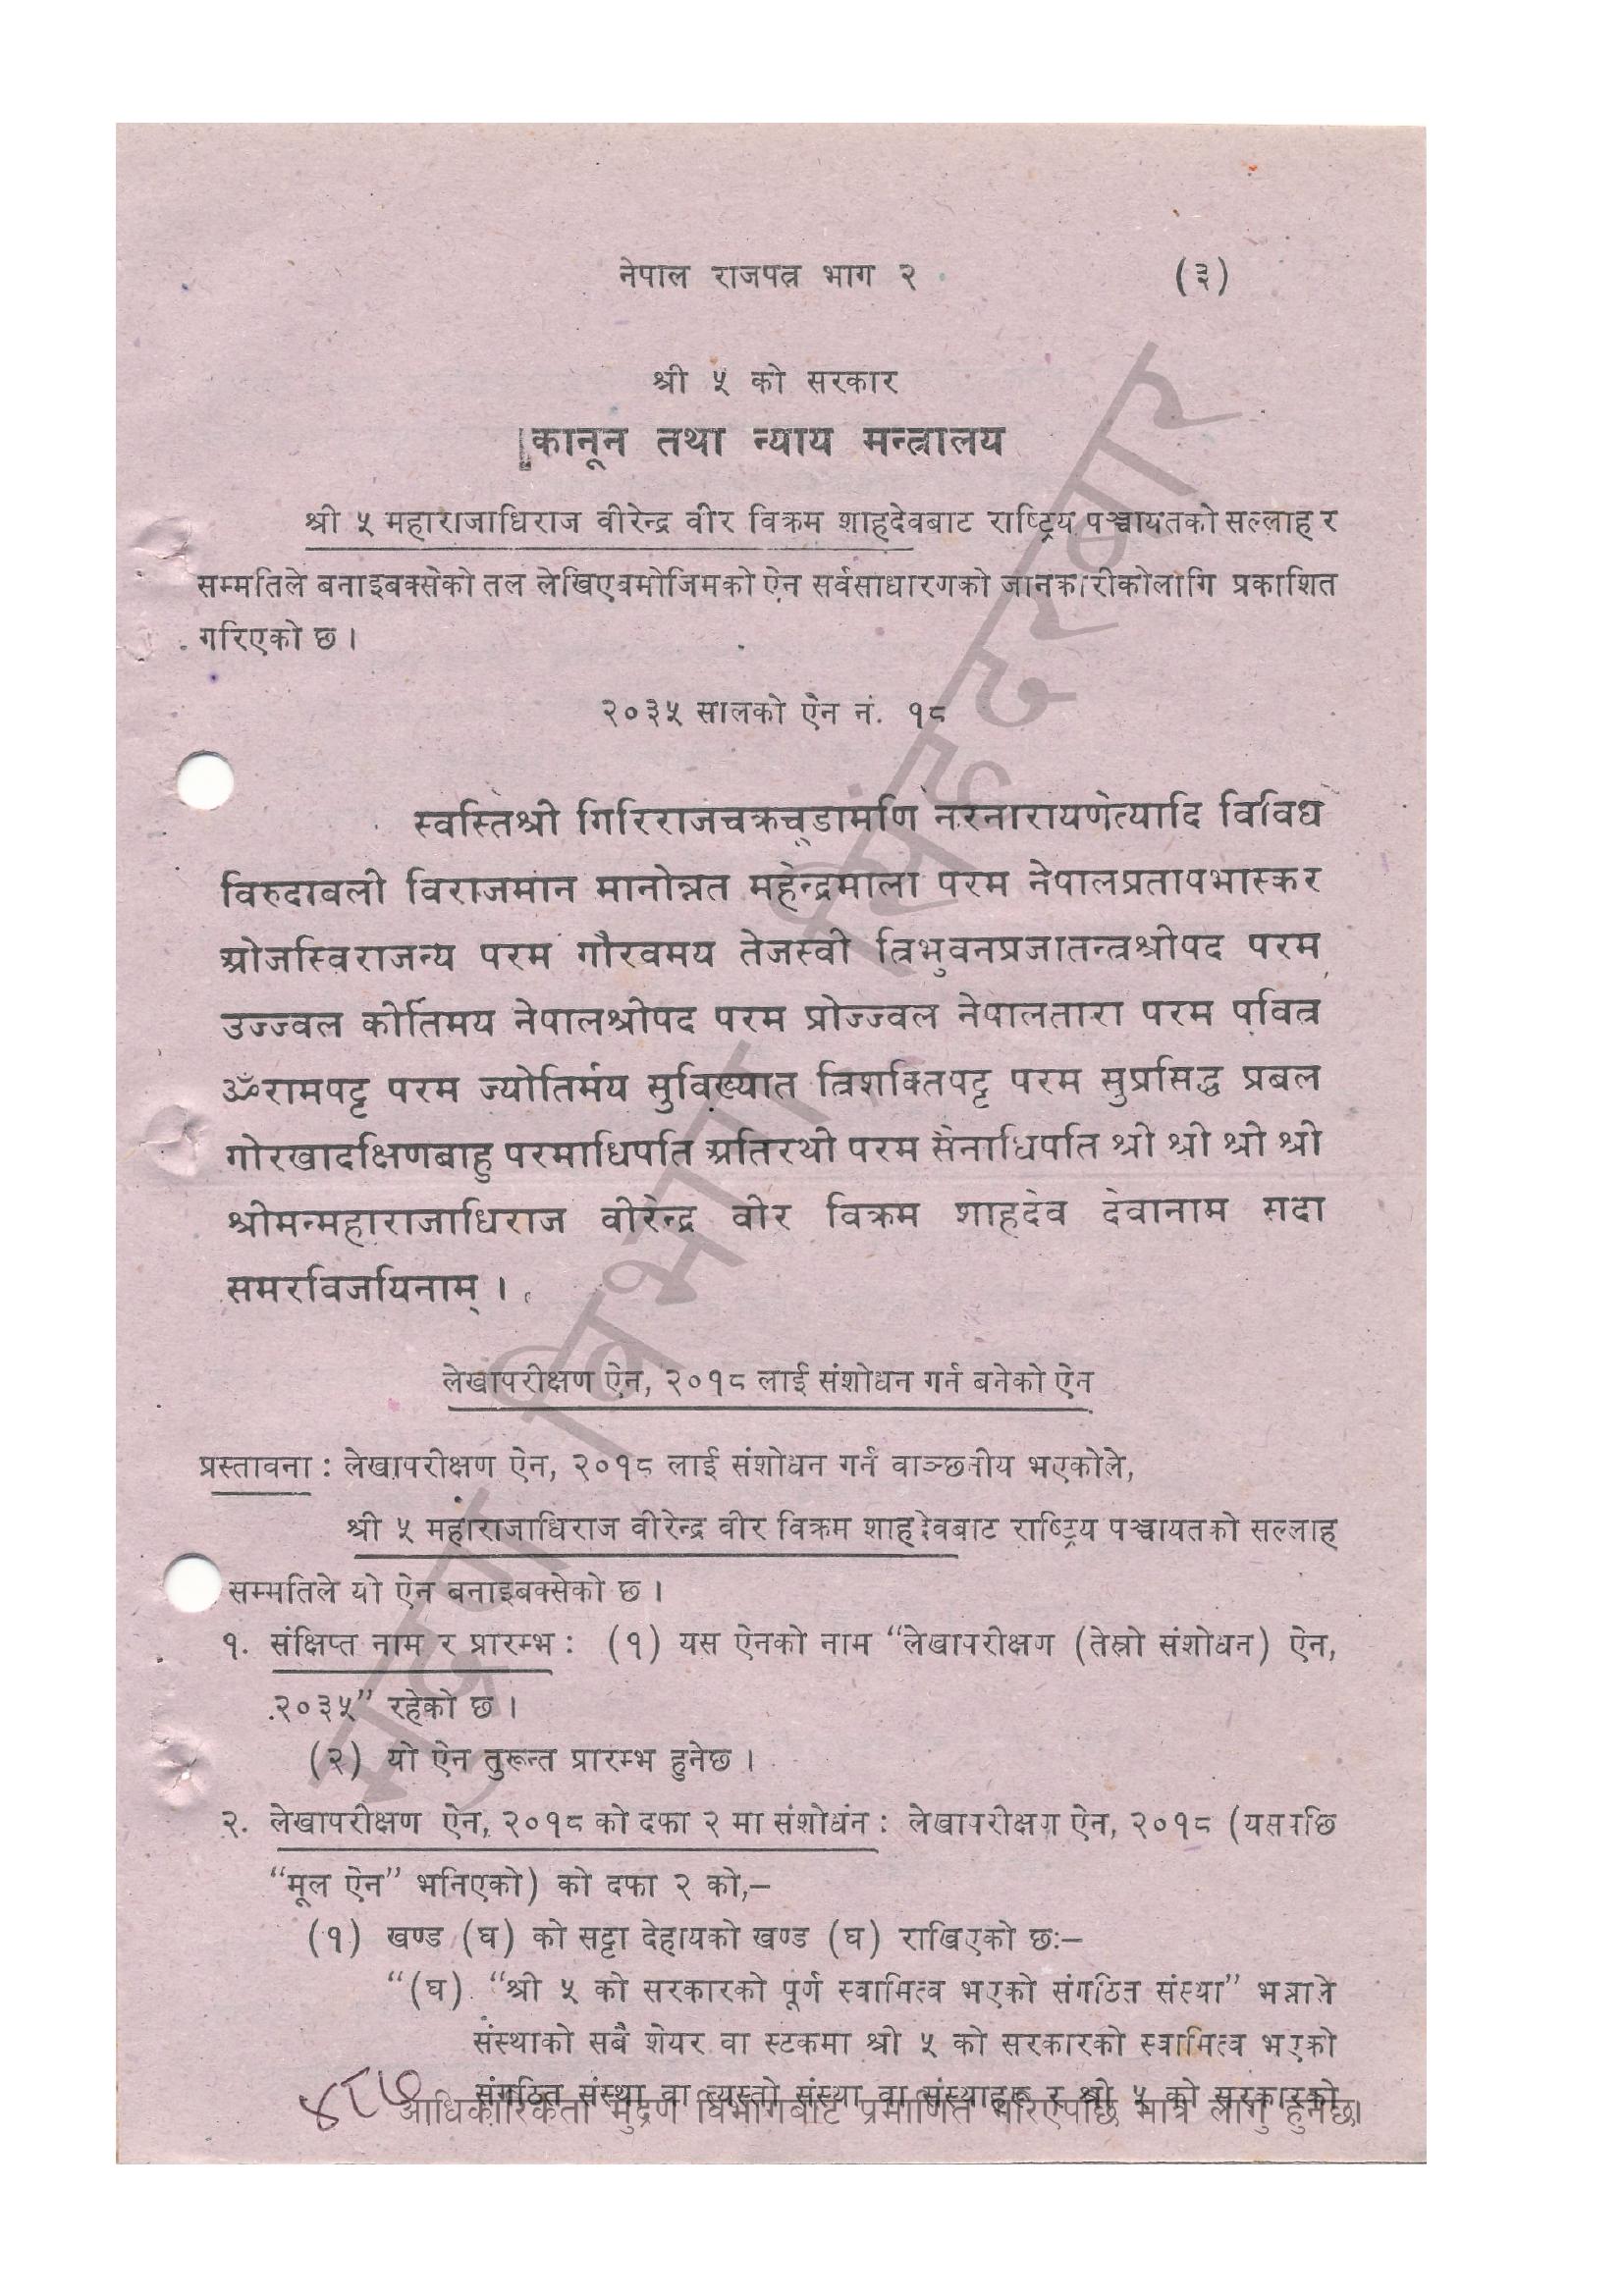 नेपाल राजपत्र भाग २ (३)
श्री ५ को सरकार
कानून तथा न्याय मन्त्रालय
श्री ५ महाराजाधिराज वीरेन्द्र वीर विक्रम शाहदेवबाट राष्ट्रिय पञ्चायतको सल्लाह र
सम्मतिले बनाइबक्सेको तल लेखिएबमोजिमको ऐन सर्वसाधारणको जानकारीकोलागि प्रकाशित
गरिएको छ ।
२०३५ सालको ऐन नं. १८
स्वस्तिश्री गिरिराजचक्रचूडामणि नरनारायणेत्यादि विविध
विरुदावली विराजमान मानोन्नत महेन्द्रमाला परम नेपालप्रतापभास्कर
ओजस्विराजन्य परम गौरवमय तेजस्वी त्रिभुवनप्रजातन्त्रश्रीपद परम
उज्ज्वल कीर्तिमय नेपालश्रीपद परम प्रोज्ज्वल नेपालतारा परम पवित्र
ॐरामपट्ट परम ज्योतिर्मय सुविख्यात त्रिशक्तिपट्ट परम सुप्रसिद्ध प्रबल
गोरखादक्षिणबाहु परमाधिपति अतिरथी परम सेनाधिपति श्री श्री श्री श्री
श्रीमन्महाराजाधिराज वीरेन्द्र वीर विक्रम शाहदेव देवानाम सदा
समरविजयिनाम् ।
लेखापरीक्षण ऐन, २०१८ लाई संशोधन गर्न बनेको ऐन
प्रस्तावना : लेखापरीक्षण ऐन, २०१८ लाई संशोधन गर्न वाञ्छनीय भएकोले,
श्री ५ महाराजाधिराज वीरेन्द्र वीर विक्रम शाहदेवबाट राष्ट्रिय पञ्चायतको सल्लाह
सम्मतिले यो ऐन बनाइबक्सेको छ ।
१. संक्षिप्त नाम र प्रारम्भ : (१) यस ऐनको नाम “लेखापरीक्षण (तेस्रो संशोधन) ऐन,
२०३५” रहेको छ ।
(२) यो ऐन तुरून्त प्रारम्भ हुनेछ ।
२. लेखापरीक्षण ऐन, २०१८ को दफा २ मा संशोधन : लेखापरीक्षण ऐन, २०१८ (यसपछि
“मूल ऐन” भनिएको) को दफा २ को,–
(१) खण्ड (घ) को सट्टा देहायको खण्ड (घ) राखिएको छः–
“(घ) “श्री ५ को सरकारको पूर्ण स्वामित्व भएको संगठित संस्था” भन्नाले
संस्थाको सबै शेयर वा स्टकमा श्री ५ को सरकारको स्वामित्व भएको
संगठित संस्था वा त्यस्तो संस्था वा संस्थाहरू र श्री ५ को सरकारको
४८७ आधिकारिकता मुद्रण विभागबाट प्रमाणित गरिएपछि मात्र लागु हुनेछ।
मुद्रण विभाग, सिंहदरबार